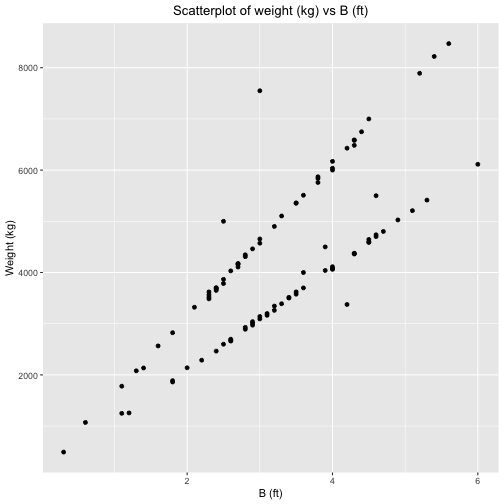 Scatterplot of weight (kg) vs B (ft)
Weight (kg)
8000
6000
4000
2000
2 4 6
B (ft)